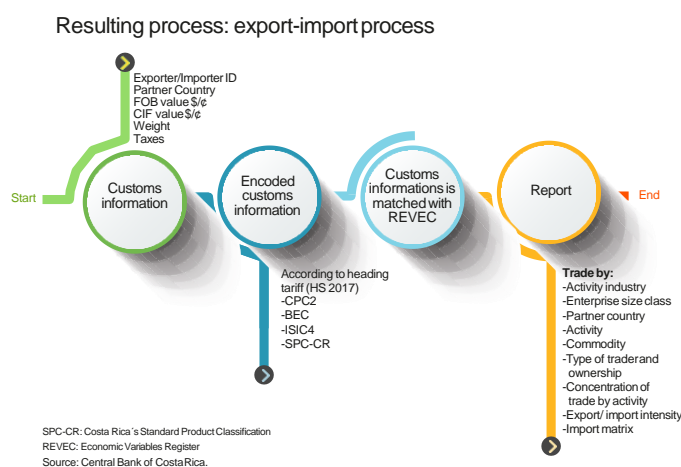 Resulting process: export-import process
Exporter/Importer ID
Partner Country
FOB value $/¢
CIF value $/¢
Weight
Taxes
Start
Customs
information
Encoded
customs
information
Customs
informations is
matched with
REVEC
Report
End
According to heading
tariff (HS 2017)
-CPC2
-BEC
-ISIC4
-SPC-CR
Trade by:
-Activity industry
-Enterprise size class
-Partner country
-Activity
-Commodity
-Type of trader and
ownership
-Concentration of
trade by activity
-Export/ import intensity
-Import matrix
SPC-CR: Costa Rica´s Standard Product Classification
REVEC: Economic Variables Register
Source: Central Bank of Costa Rica.